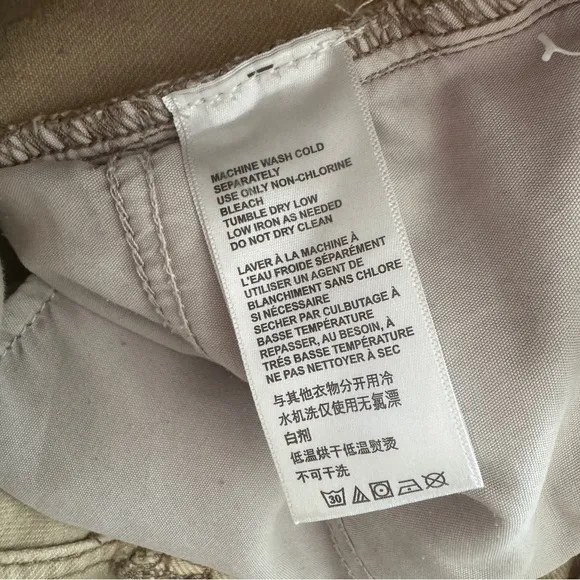 MACHINE WASH COLD
SEPARATELY
USE ONLY NON-CHLORINE
BLEACH
TUMBLE DRY LOW
LOW IRON AS NEEDED
DO NOT DRY CLEAN
LAVER À LA MACHINE À
L'EAU FROIDE SÉPARÉMENT
UTILISER UN AGENT DE
BLANCHIMENT SANS CHLORE
SI NÉCESSAIRE
SECHER PAR CULBUTAGE À
BASSE TEMPÉRATURE
REPASSER, AU BESOIN, À
TRÉS BASSE TEMPÉRATURE
NE PAS NETTOYER À SEC
与其他衣物分开用冷
水机洗仅使用无氯漂
白剂
低温烘干低温熨烫
不可干洗
30